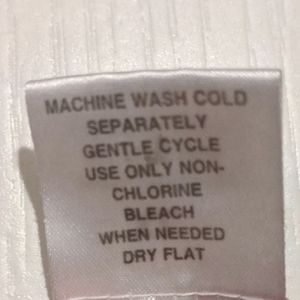 MACHINE WASH COLD
SEPARATELY
GENTLE CYCLE
USE ONLY NON-
CHLORINE
BLEACH
WHEN NEEDED
DRY FLAT